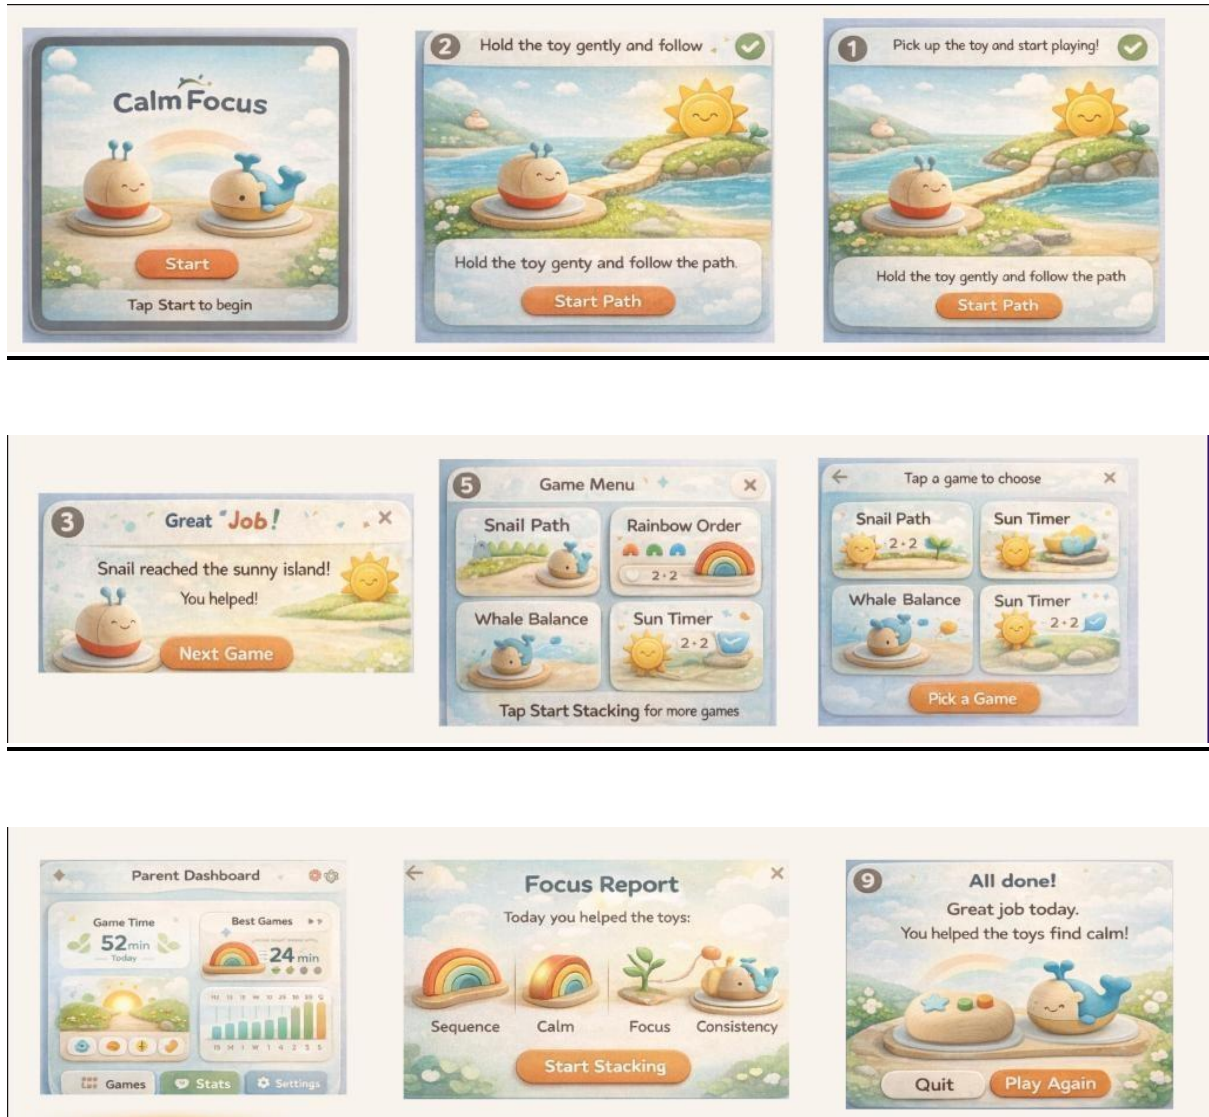 Calm Focus
Start
Tap Start to begin
2
Hold the toy gently and follow
Hold the toy genty and follow the path.
Start Path
1
Pick up the toy and start playing!
Hold the toy gently and follow the path
Start Path
3
Great Job!
Snail reached the sunny island!
You helped!
Next Game
5
Game Menu
Snail Path
Rainbow Order
2·2
Whale Balance
Sun Timer
2·2
Tap Start Stacking for more games
Tap a game to choose
Snail Path
Sun Timer
2·2
Whale Balance
Sun Timer
2·2
Pick a Game
Parent Dashboard
Game Time
52 min
Today
Best Games
24 min
Games
Stats
Settings
Focus Report
Today you helped the toys:
Sequence
Calm
Focus
Consistency
Start Stacking
9
All done!
Great job today.
You helped the toys find calm!
Quit
Play Again